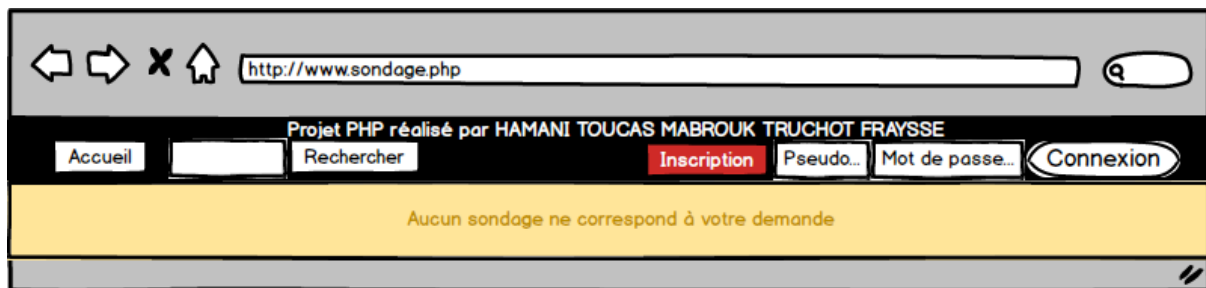 http://www.sondage.php
Projet PHP réalisé par HAMANI TOUCAS MABROUK TRUCHOT FRAYSSE
Accueil Rechercher Inscription Pseudo... Mot de passe... Connexion
Aucun sondage ne correspond à votre demande